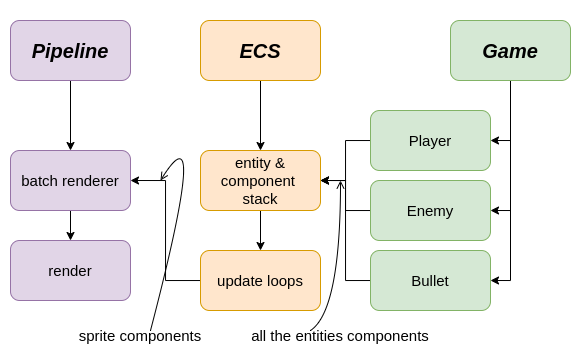 Pipeline
ECS
Game
batch renderer
render
entity &
component
stack
update loops
Player
Enemy
Bullet
sprite components
all the entities components